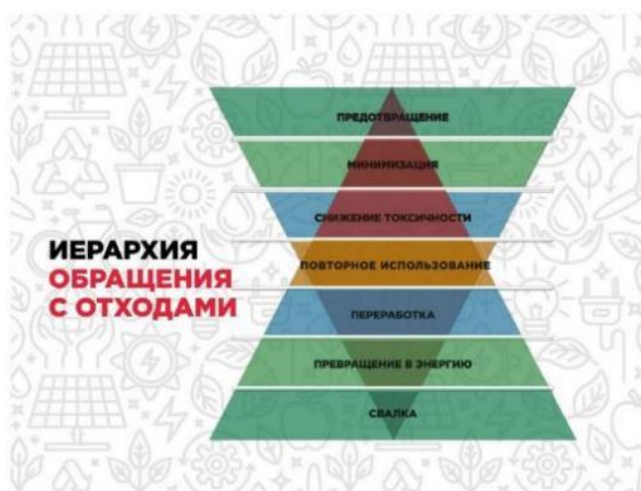 ПРЕДОТВРАЩЕНИЕ
МИНИМИЗАЦИЯ
СНИЖЕНИЕ ТОКСИЧНОСТИ
ПОВТОРНОЕ ИСПОЛЬЗОВАНИЕ
ПЕРЕРАБОТКА
ПРЕВРАЩЕНИЕ В ЭНЕРГИЮ
СВАЛКА
ИЕРАРХИЯ
ОБРАЩЕНИЯ
С ОТХОДАМИ